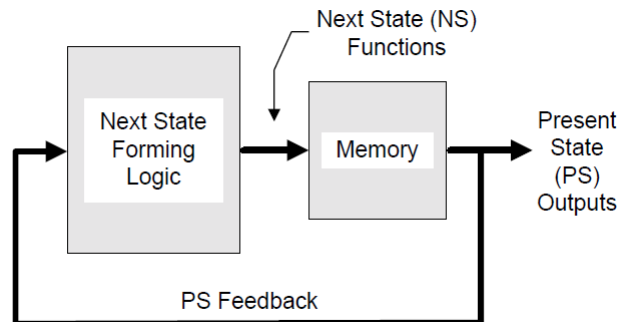 Next State (NS)
Functions
Next State
Forming
Logic
Memory
Present
State
(PS)
Outputs
PS Feedback